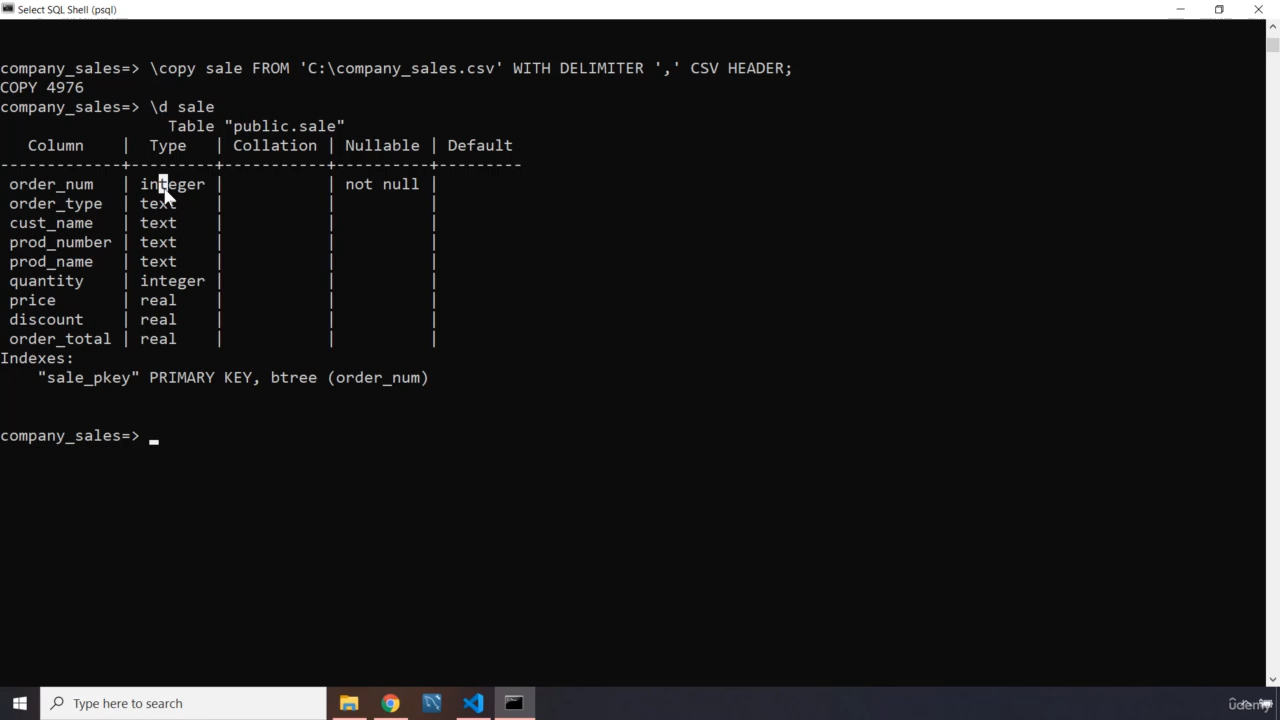 Select SQL Shell (psql)
company_sales=> \copy sale FROM 'C:\company_sales.csv' WITH DELIMITER ',' CSV HEADER;
COPY 4976
company_sales=> \d sale
Table "public.sale"
Column | Type | Collation | Nullable | Default
-------------+---------+-----------+----------+---------
order_num | integer | | not null |
order_type | text | | |
cust_name | text | | |
prod_number | text | | |
prod_name | text | | |
quantity | integer | | |
price | real | | |
discount | real | | |
order_total | real | | |
Indexes:
"sale_pkey" PRIMARY KEY, btree (order_num)
company_sales=>
Type here to search
udemy